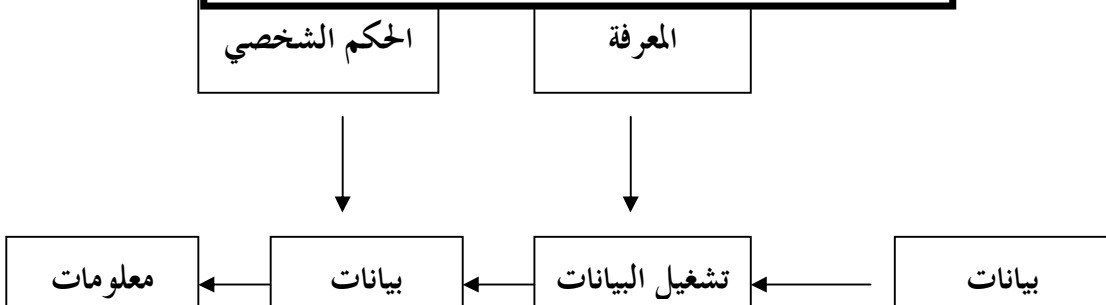 المعرفة
الحكم الشخصي
بيانات
تشغيل البيانات
بيانات
معلومات